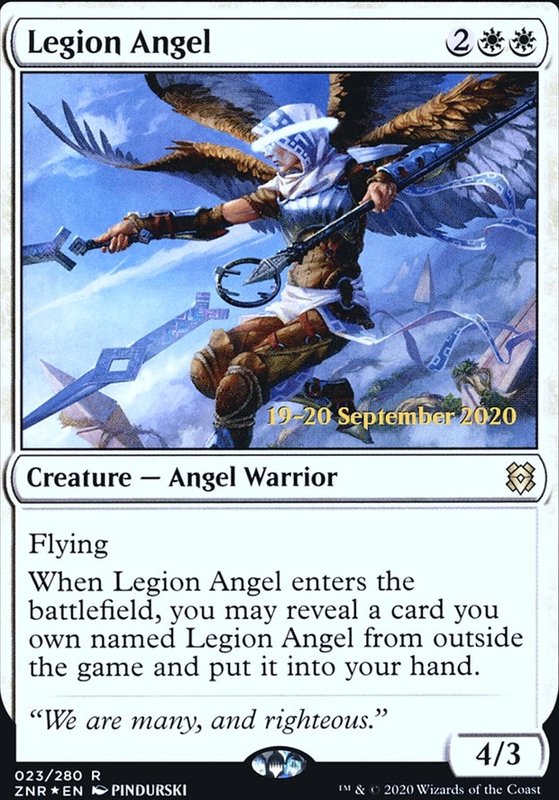 Legion Angel 2
19–20 September 2020
Creature — Angel Warrior
Flying
When Legion Angel enters the
battlefield, you may reveal a card you
own named Legion Angel from outside
the game and put it into your hand.
“We are many, and righteous.”
4/3
023/280 R
ZNR★EN PINDURSKI
™ & © 2020 Wizards of the Coast